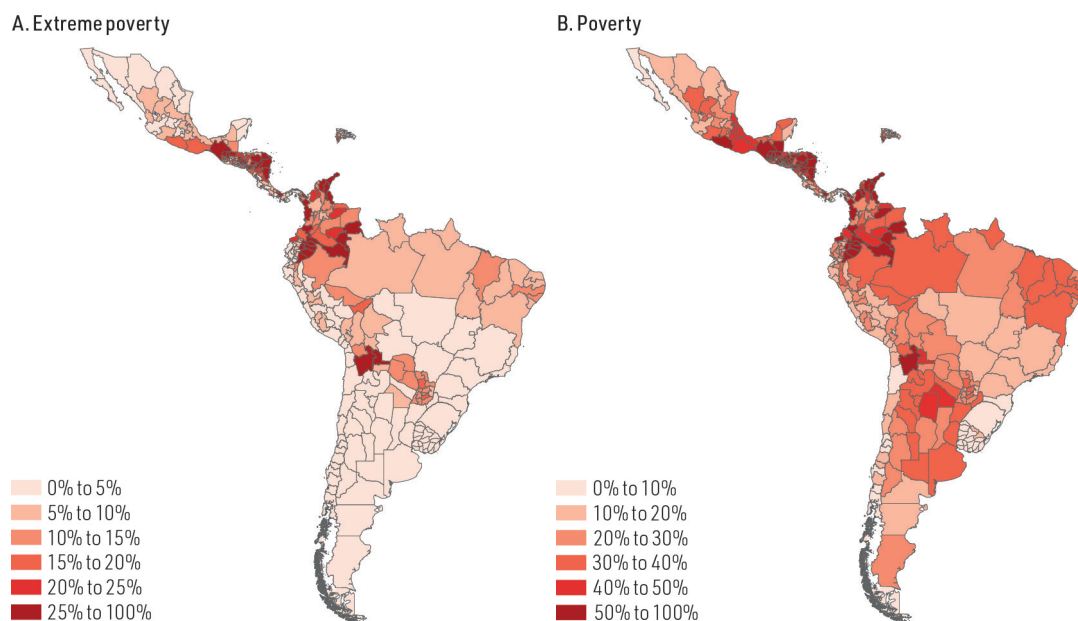 A. Extreme poverty
0% to 5%
5% to 10%
10% to 15%
15% to 20%
20% to 25%
25% to 100%
B. Poverty
0% to 10%
10% to 20%
20% to 30%
30% to 40%
40% to 50%
50% to 100%